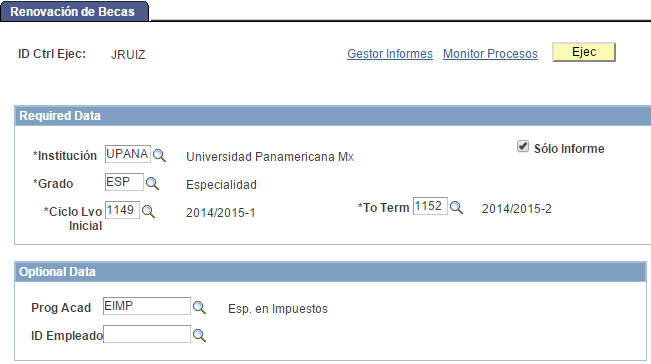 Renovación de Becas
ID Ctrl Ejec: JRUIZ Gestor Informes Monitor Procesos Ejec
Required Data
*Institución UPANA Universidad Panamericana Mx Sólo Informe
*Grado ESP Especialidad
*Ciclo Lvo Inicial 1149 2014/2015-1 *To Term 1152 2014/2015-2
Optional Data
Prog Acad EIMP Esp. en Impuestos
ID Empleado